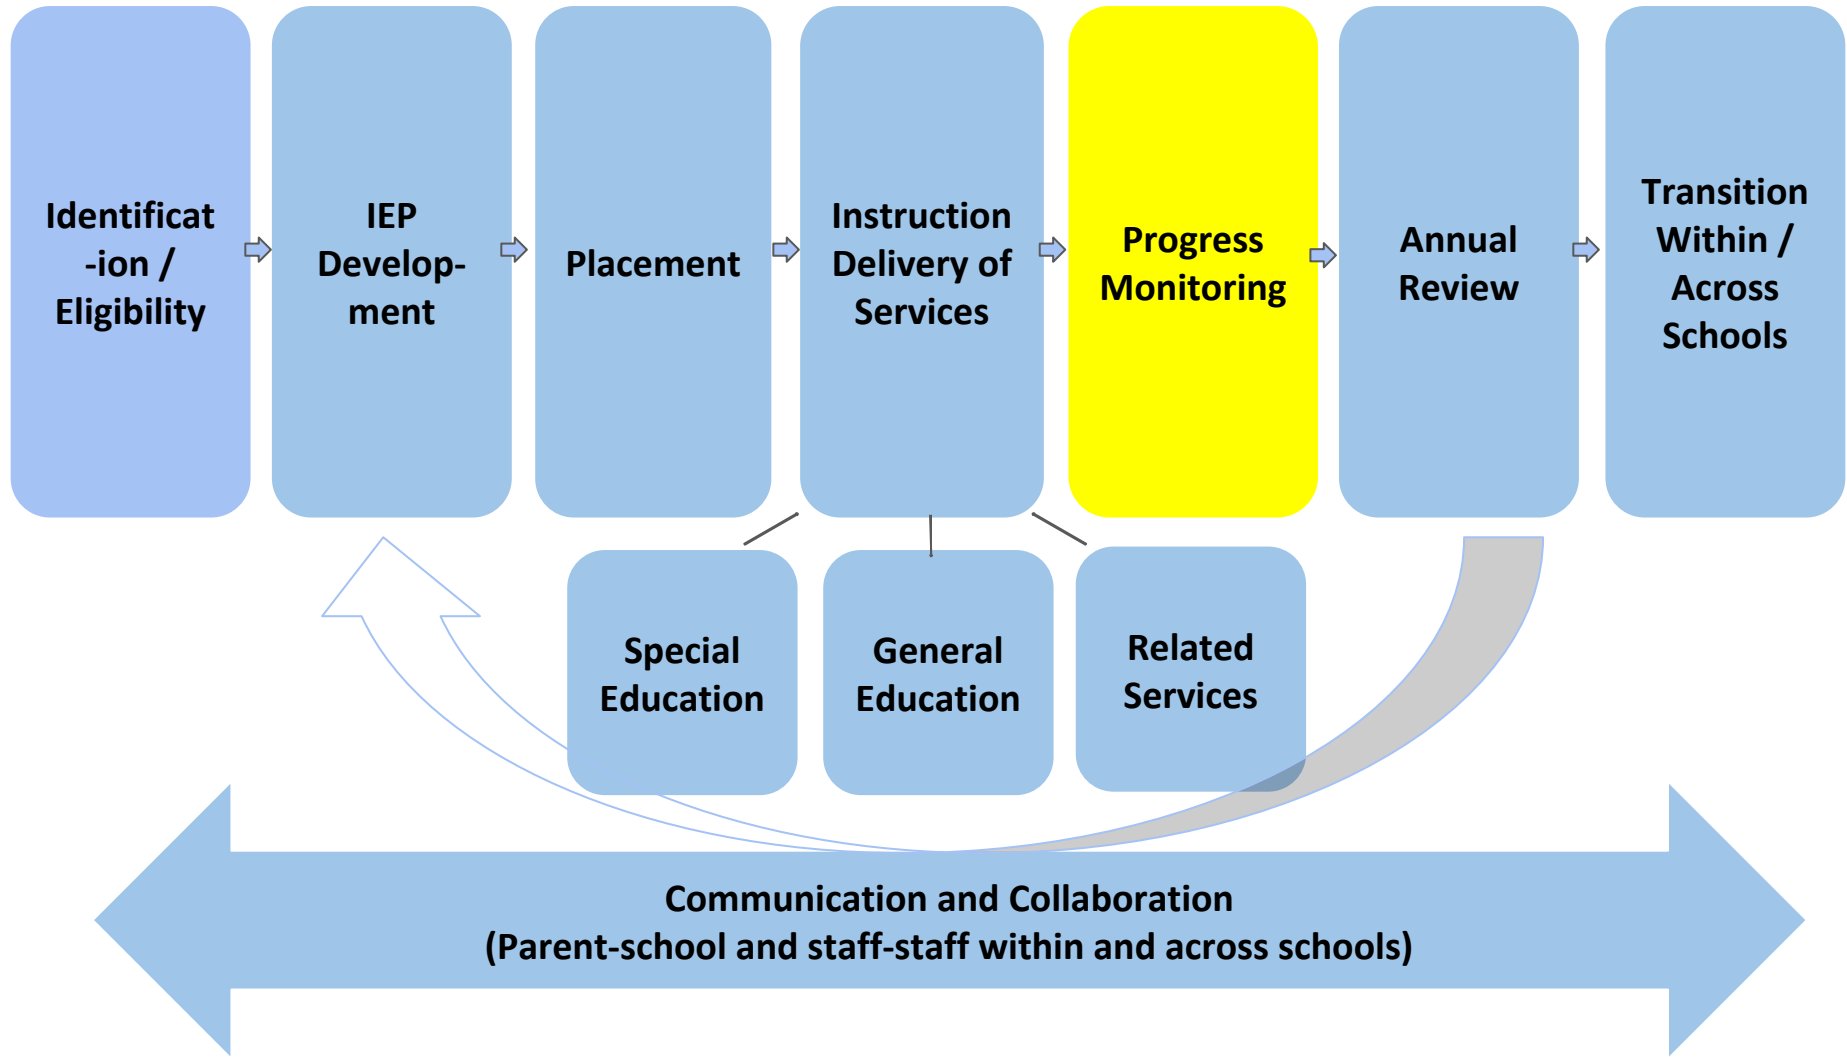 Identificat
-ion /
Eligibility
IEP
Develop-
ment
Placement
Instruction
Delivery of
Services
Progress
Monitoring
Annual
Review
Transition
Within /
Across
Schools
Special
Education
General
Education
Related
Services
Communication and Collaboration
(Parent-school and staff-staff within and across schools)